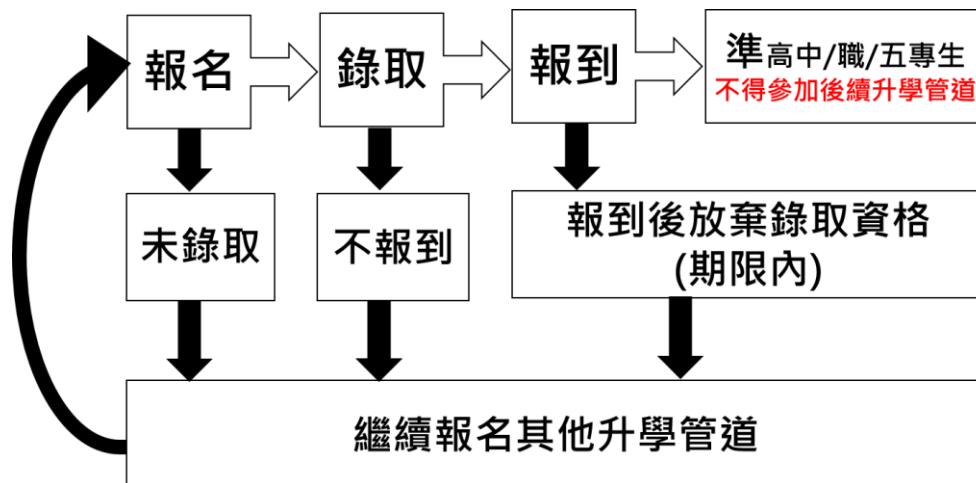 報名
錄取
報到
準高中/職/五專生
不得參加後續升學管道
未錄取
不報到
報到後放棄錄取資格
(期限內)
繼續報名其他升學管道